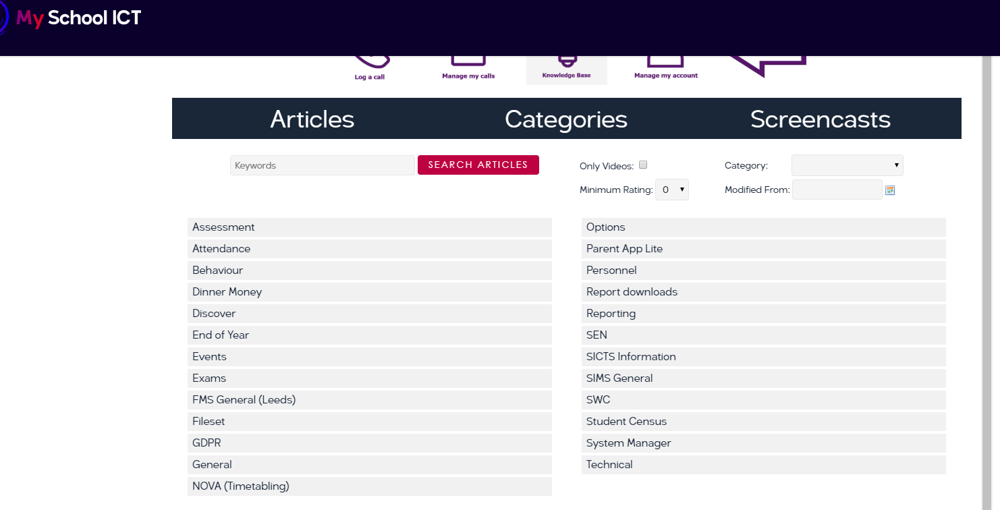 My School ICT
Log a call
Manage my calls
Knowledge Base
Manage my account
Articles
Categories
Screencasts
Keywords
SEARCH ARTICLES
Only Videos:
Category:
Minimum Rating: 0
Modified From:
Assessment
Attendance
Behaviour
Dinner Money
Discover
End of Year
Events
Exams
FMS General (Leeds)
Fileset
GDPR
General
NOVA (Timetabling)
Options
Parent App Lite
Personnel
Report downloads
Reporting
SEN
SICTS Information
SIMS General
SWC
Student Census
System Manager
Technical